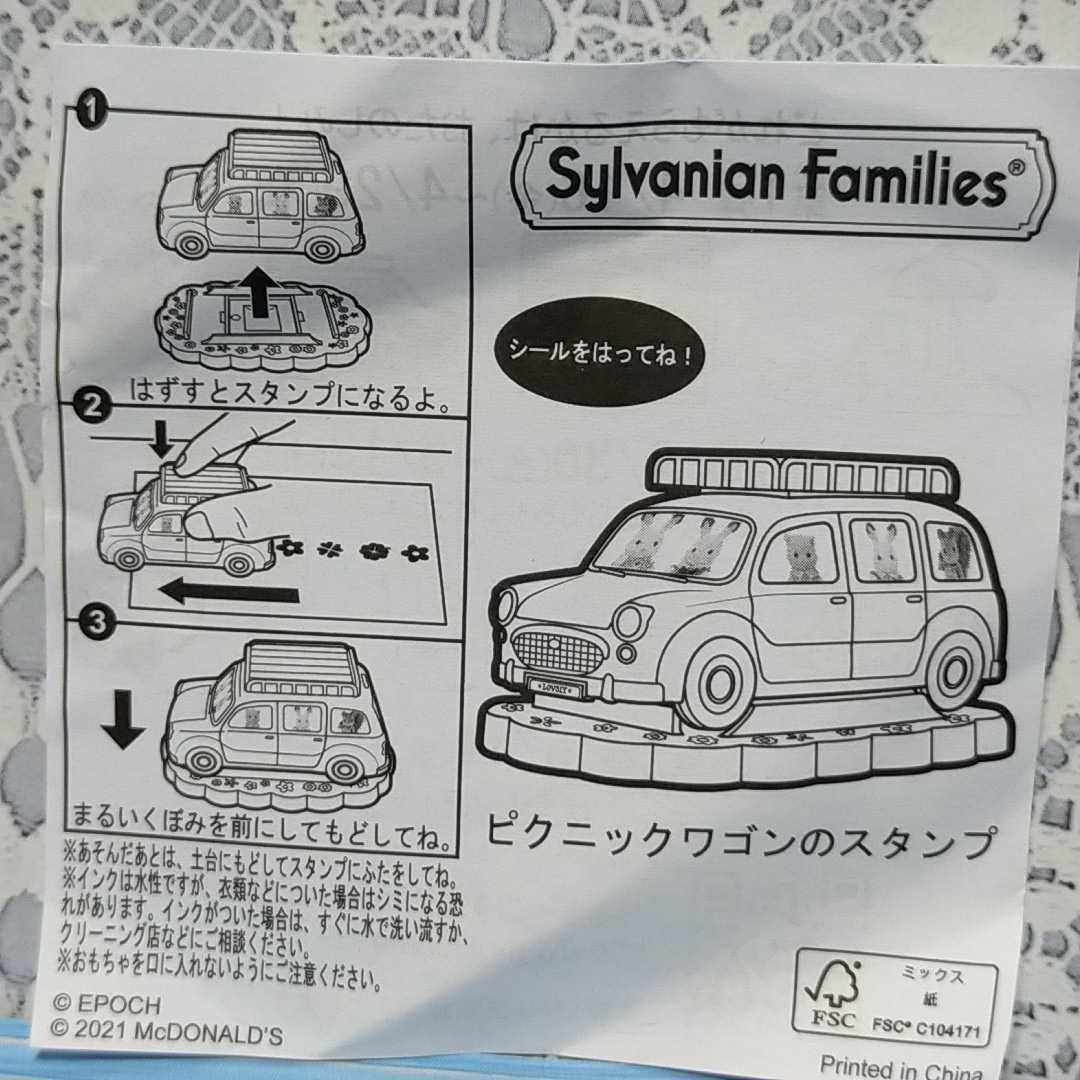 Sylvanian Families®
シールをはってね！
1
はずすとスタンプになるよ。
2
3
まるいくぼみを前にしてもどしてね。
LOVELY
ピクニックワゴンのスタンプ
※あそんだあとは、土台にもどしてスタンプにふたをしてね。
※インクは水性ですが、衣類などについた場合はシミになる恐
れがあります。インクがついた場合は、すぐに水で洗い流すか、
クリーニング店などにご相談ください。
※おもちゃを口に入れないようにご注意ください。
© EPOCH
© 2021 McDONALD'S
ミックス
紙
FSC
FSC® C104171
Printed in China